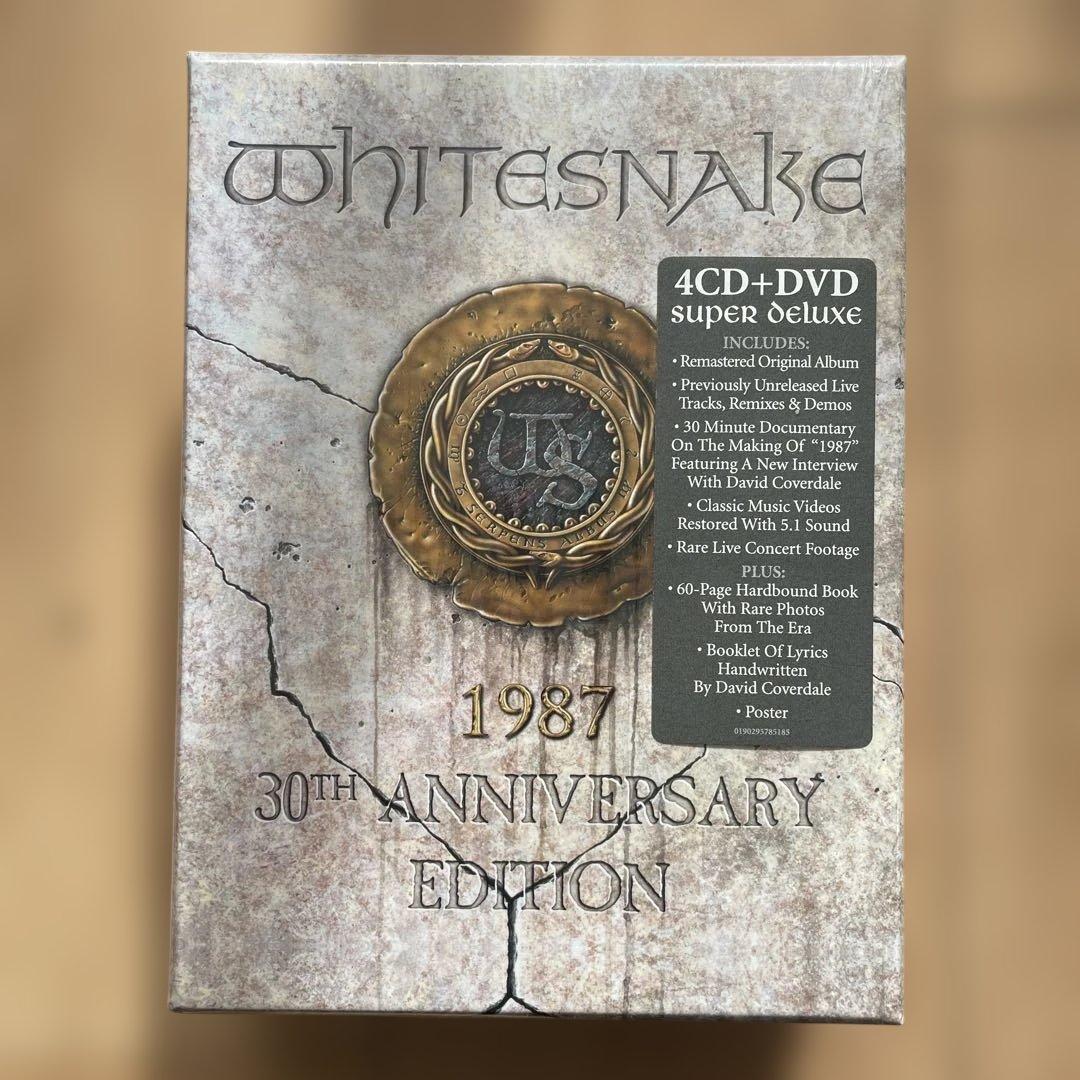 WHITESNAKE
4CD+DVD
SUPER DELUXE
INCLUDES:
• Remastered Original Album
• Previously Unreleased Live
Tracks, Remixes & Demos
• 30 Minute Documentary
On The Making Of “1987”
Featuring A New Interview
With David Coverdale
• Classic Music Videos
Restored With 5.1 Sound
• Rare Live Concert Footage
PLUS:
• 60-Page Hardbound Book
With Rare Photos
From The Era
• Booklet Of Lyrics
Handwritten
By David Coverdale
• Poster
0190295785185
WS
SERPENS ALBUS
1987
30TH ANNIVERSARY
EDITION